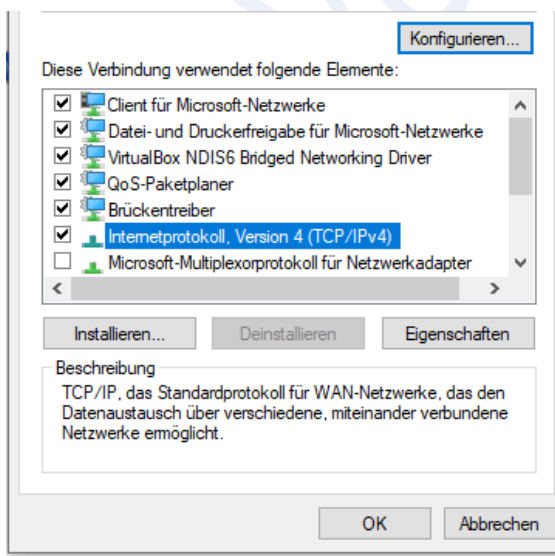 Konfigurieren...
Diese Verbindung verwendet folgende Elemente:
Client für Microsoft-Netzwerke
Datei- und Druckerfreigabe für Microsoft-Netzwerke
VirtualBox NDIS6 Bridged Networking Driver
QoS-Paketplaner
Brückentreiber
Internetprotokoll, Version 4 (TCP/IPv4)
Microsoft-Multiplexorprotokoll für Netzwerkadapter
Installieren... Deinstallieren Eigenschaften
Beschreibung
TCP/IP, das Standardprotokoll für WAN-Netzwerke, das den
Datenaustausch über verschiedene, miteinander verbundene
Netzwerke ermöglicht.
OK Abbrechen